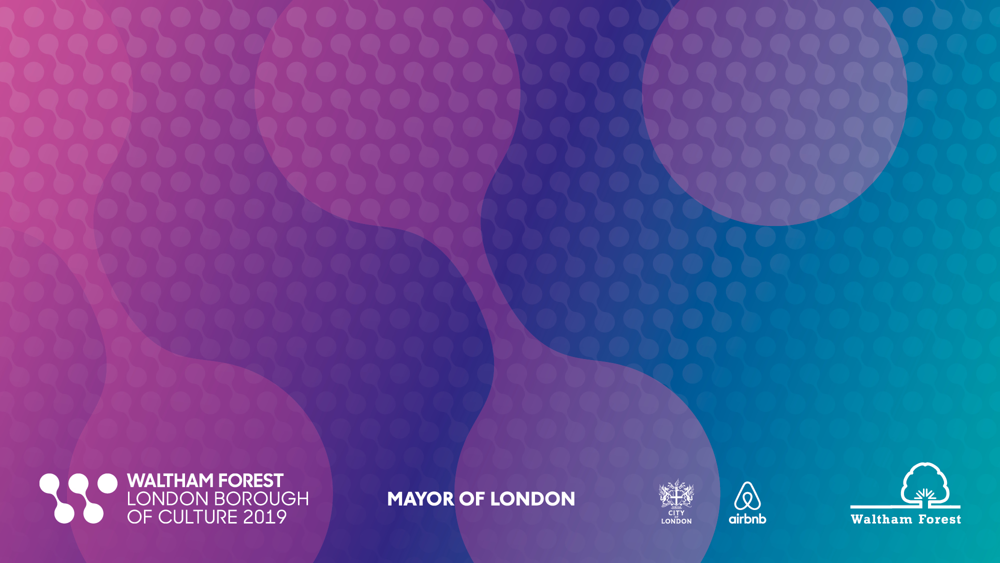 WALTHAM FOREST
LONDON BOROUGH
OF CULTURE 2019
MAYOR OF LONDON
CITY
OF
LONDON
airbnb
Waltham Forest